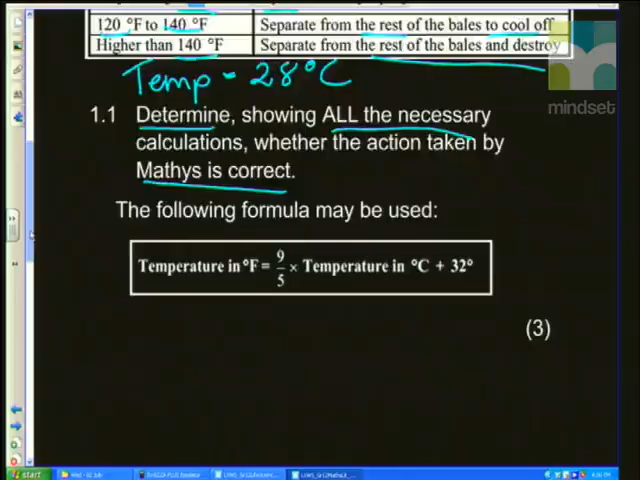 120 °F to 140 °F Separate from the rest of the bales to cool off
Higher than 140 °F Separate from the rest of the bales and destroy
Temp = 28°C
mindset
1.1 Determine, showing ALL the necessary
calculations, whether the action taken by
Mathys is correct.
The following formula may be used:
Temperature in °F = 9/5 × Temperature in °C + 32°
(3)
start